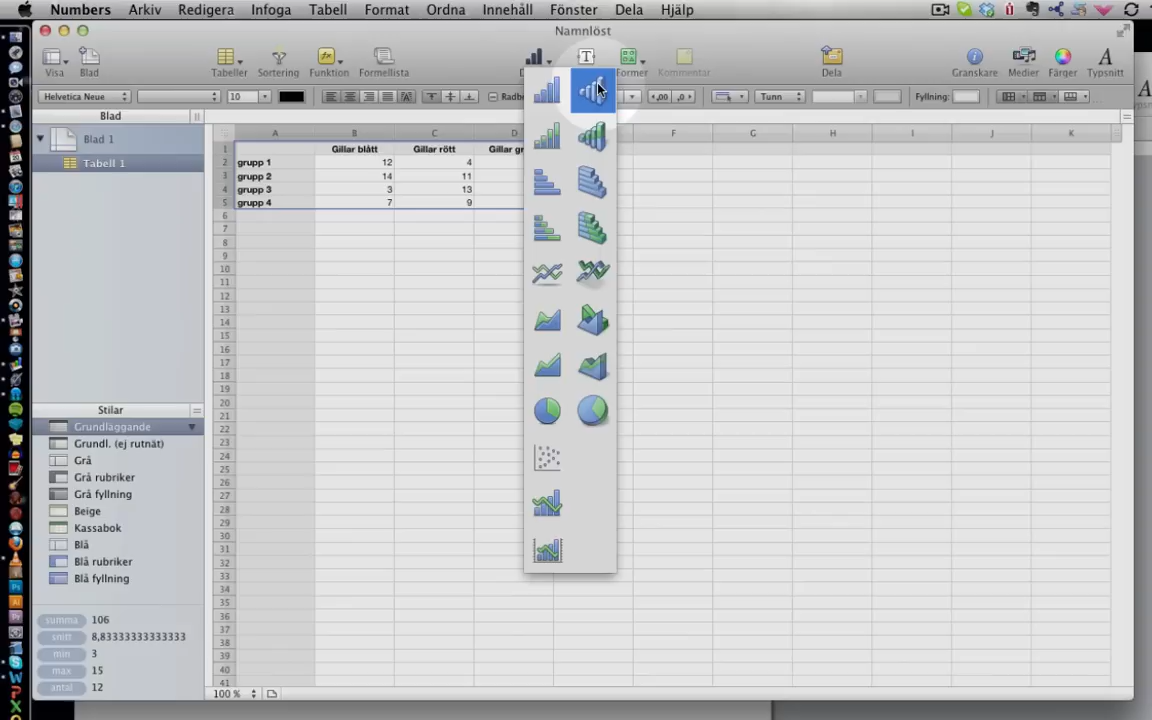 Numbers Arkiv Redigera Infoga Tabell Format Ordna Innehåll Fönster Dela Hjälp
Namnlöst
Visa Blad Tabeller Sortering Funktion Formellista T Former Kommentar Dela Granskare Medier Färger Typsnitt
Helvetica Neue 10 Tunn Fyllning:
Blad
Blad 1
Tabell 1
A B C D F G H I J K
1 Gillar blått Gillar rött
2 grupp 1 12 4
3 grupp 2 14 11
4 grupp 3 3 13
5 grupp 4 7 9
6
7
8
9
10
11
12
13
14
15
16
17
18
19
20
21
22
23
24
25
26
27
28
29
30
31
32
33
34
35
36
37
38
39
40
41
Stilar
Grundläggande
Grundl. (ej rutnät)
Grå
Grå rubriker
Grå fyllning
Beige
Kassabok
Blå
Blå rubriker
Blå fyllning
summa 106
snitt 8,83333333333333
min 3
max 15
antal 12
100 %